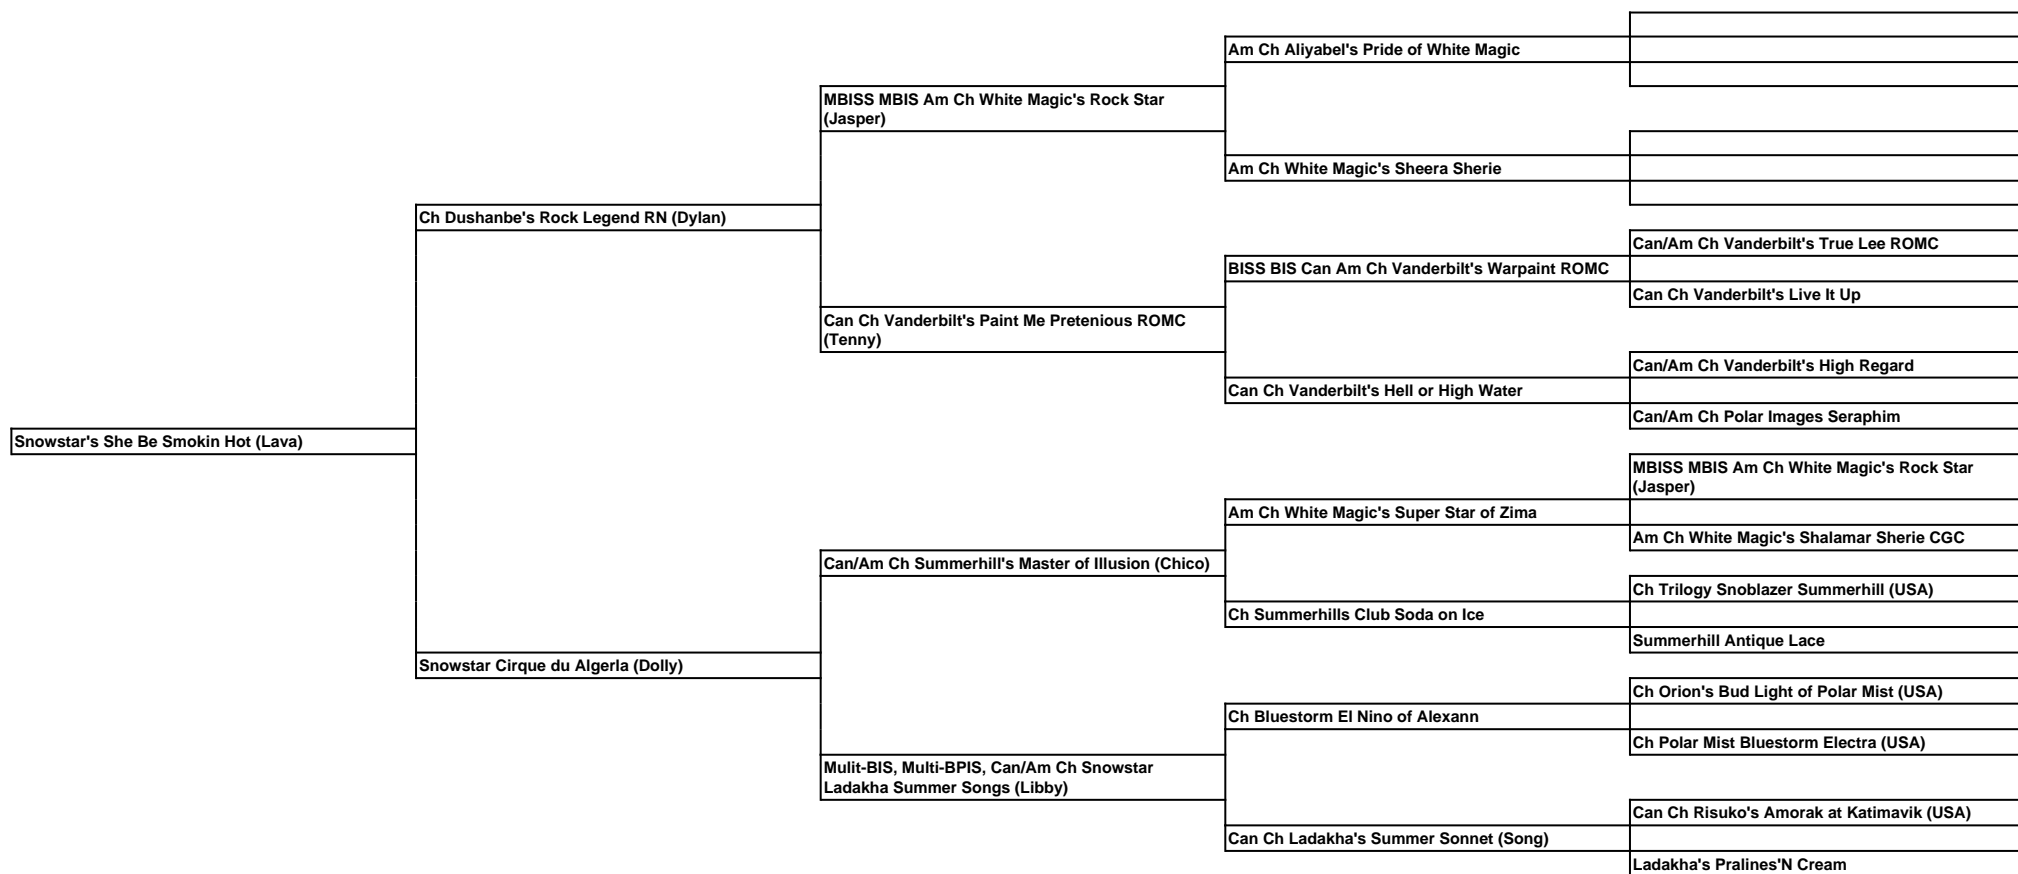 Am Ch Aliyabel's Pride of White Magic
MBISS MBIS Am Ch White Magic's Rock Star
(Jasper)
Am Ch White Magic's Sheera Sherie
Ch Dushanbe's Rock Legend RN (Dylan)
Can/Am Ch Vanderbilt's True Lee ROMC
BISS BIS Can Am Ch Vanderbilt's Warpaint ROMC
Can Ch Vanderbilt's Live It Up
Can Ch Vanderbilt's Paint Me Pretenious ROMC
(Tenny)
Can/Am Ch Vanderbilt's High Regard
Can Ch Vanderbilt's Hell or High Water
Can/Am Ch Polar Images Seraphim
Snowstar's She Be Smokin Hot (Lava)
MBISS MBIS Am Ch White Magic's Rock Star
(Jasper)
Am Ch White Magic's Super Star of Zima
Am Ch White Magic's Shalamar Sherie CGC
Can/Am Ch Summerhill's Master of Illusion (Chico)
Ch Trilogy Snoblazer Summerhill (USA)
Ch Summerhills Club Soda on Ice
Summerhill Antique Lace
Snowstar Cirque du Algerla (Dolly)
Ch Orion's Bud Light of Polar Mist (USA)
Ch Bluestorm El Nino of Alexann
Ch Polar Mist Bluestorm Electra (USA)
Mulit-BIS, Multi-BPIS, Can/Am Ch Snowstar
Ladakha Summer Songs (Libby)
Can Ch Risuko's Amorak at Katimavik (USA)
Can Ch Ladakha's Summer Sonnet (Song)
Ladakha's Pralines'N Cream